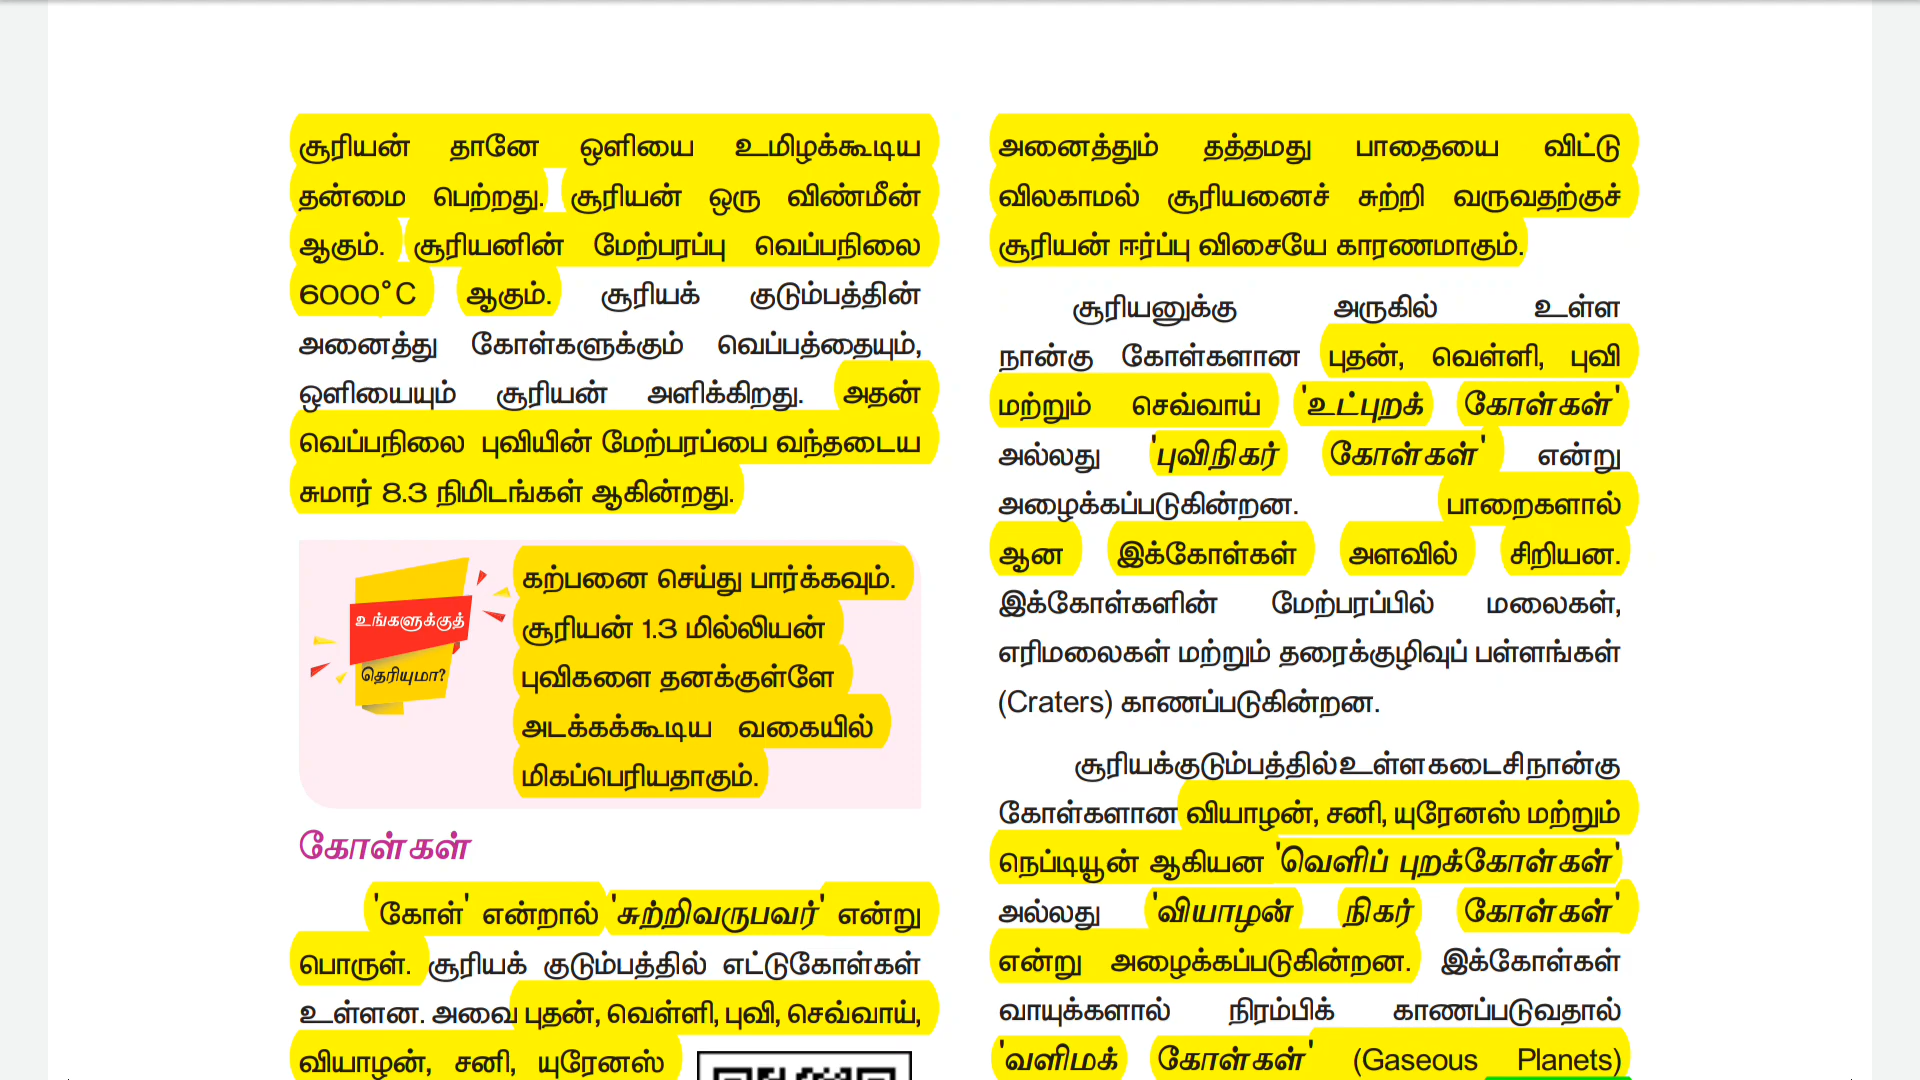 சூரியன் தானே ஒளியை உமிழக்கூடிய
தன்மை பெற்றது. சூரியன் ஒரு விண்மீன்
ஆகும். சூரியனின் மேற்பரப்பு வெப்பநிலை
6000°C ஆகும். சூரியக் குடும்பத்தின்
அனைத்து கோள்களுக்கும் வெப்பத்தையும்,
ஒளியையும் சூரியன் அளிக்கிறது. அதன்
வெப்பநிலை புவியின் மேற்பரப்பை வந்தடைய
சுமார் 8.3 நிமிடங்கள் ஆகின்றது.
உங்களுக்குத்
தெரியுமா?
கற்பனை செய்து பார்க்கவும்.
சூரியன் 1.3 மில்லியன்
புவிகளை தனக்குள்ளே
அடக்கக்கூடிய வகையில்
மிகப்பெரியதாகும்.
கோள்கள்
'கோள்' என்றால் 'சுற்றிவருபவர்' என்று
பொருள். சூரியக் குடும்பத்தில் எட்டுகோள்கள்
உள்ளன. அவை புதன், வெள்ளி, புவி, செவ்வாய்,
வியாழன், சனி, யுரேனஸ்
அனைத்தும் தத்தமது பாதையை விட்டு
விலகாமல் சூரியனைச் சுற்றி வருவதற்குச்
சூரியன் ஈர்ப்பு விசையே காரணமாகும்.
சூரியனுக்கு அருகில் உள்ள
நான்கு கோள்களான புதன், வெள்ளி, புவி
மற்றும் செவ்வாய் 'உட்புறக் கோள்கள்'
அல்லது 'புவிநிகர் கோள்கள்' என்று
அழைக்கப்படுகின்றன. பாறைகளால்
ஆன இக்கோள்கள் அளவில் சிறியன.
இக்கோள்களின் மேற்பரப்பில் மலைகள்,
எரிமலைகள் மற்றும் தரைக்குழிவுப் பள்ளங்கள்
(Craters) காணப்படுகின்றன.
சூரியக்குடும்பத்தில் உள்ள கடைசி நான்கு
கோள்களான வியாழன், சனி, யுரேனஸ் மற்றும்
நெப்டியூன் ஆகியன 'வெளிப் புறக்கோள்கள்'
அல்லது 'வியாழன் நிகர் கோள்கள்'
என்று அழைக்கப்படுகின்றன. இக்கோள்கள்
வாயுக்களால் நிரம்பிக் காணப்படுவதால்
'வளிமக் கோள்கள்' (Gaseous Planets)